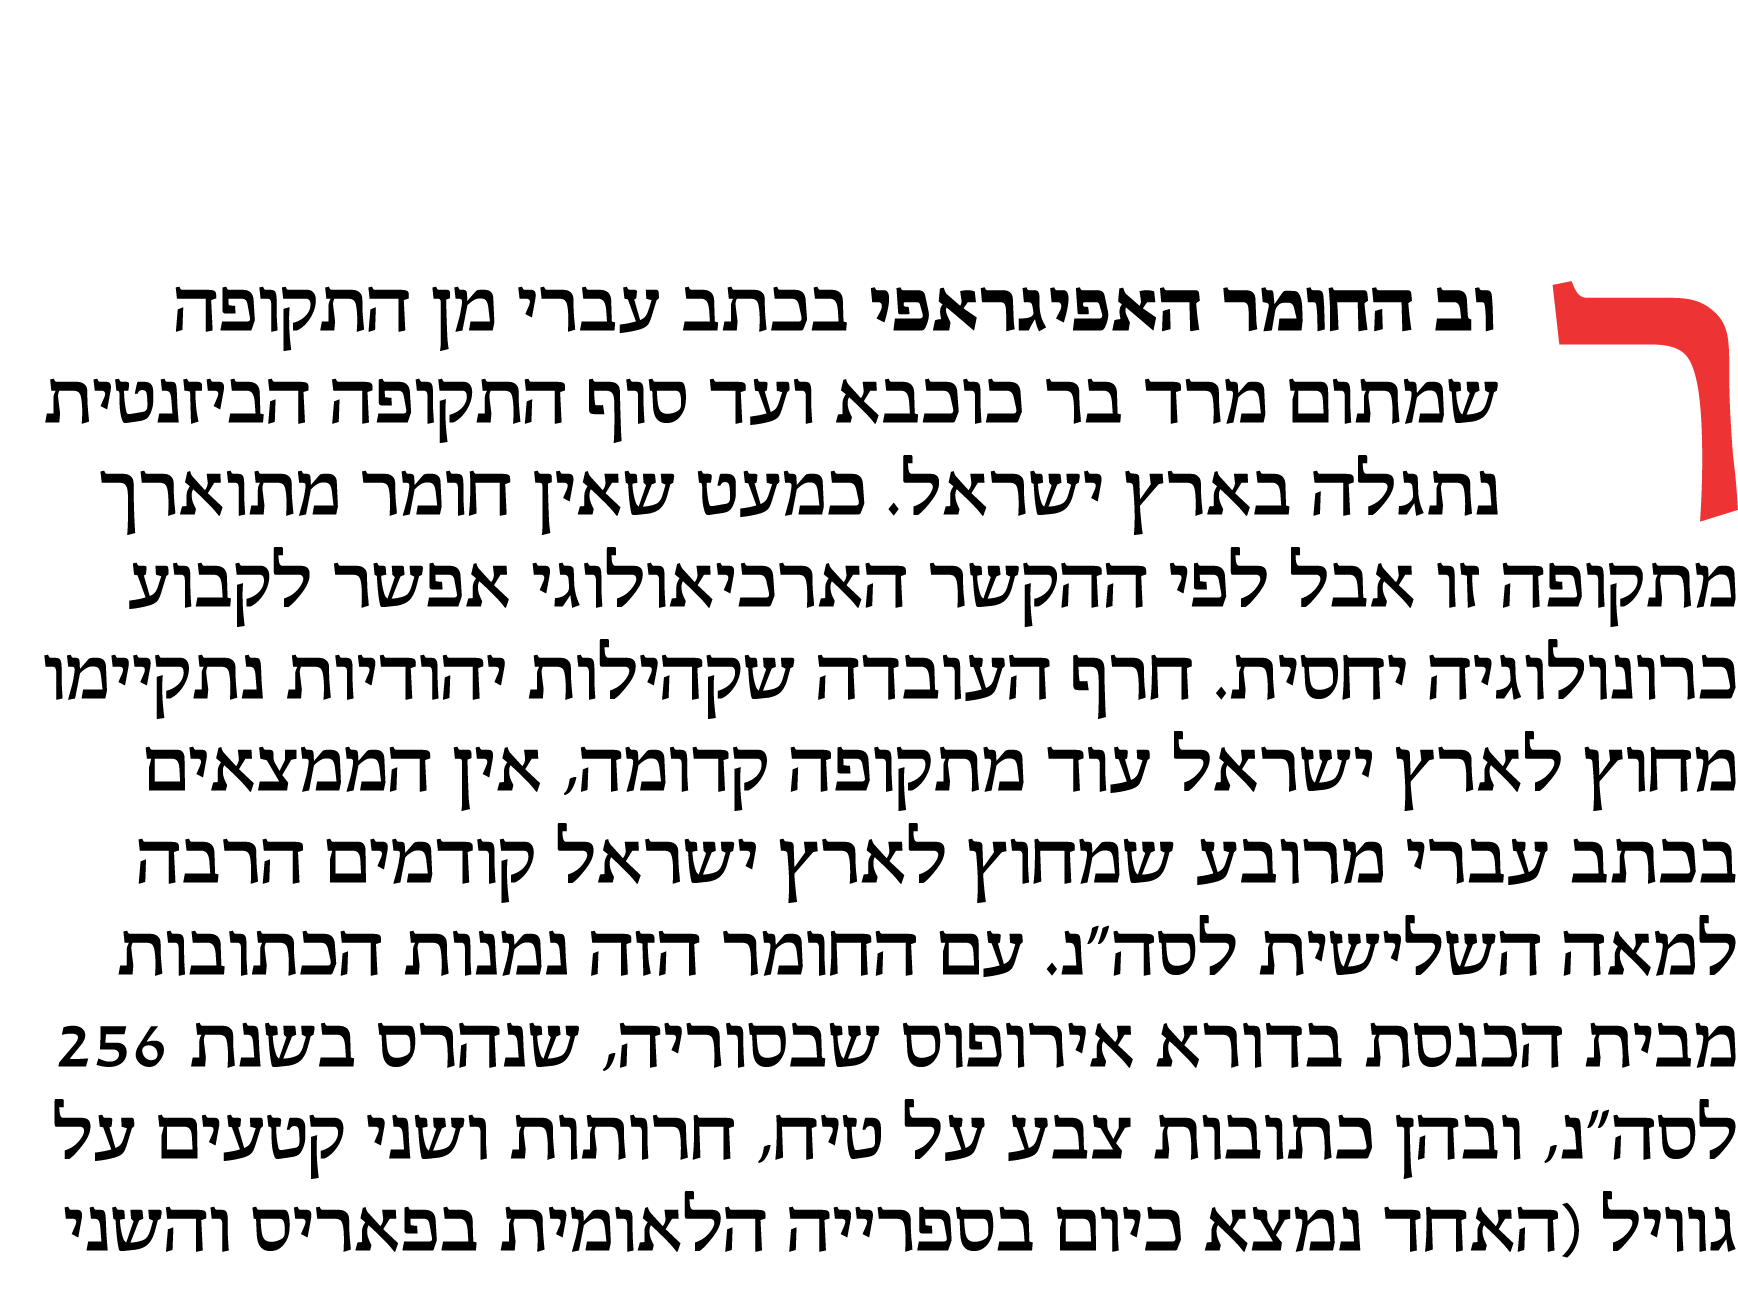 רוב החומר האפיגראפי בכתב עברי מן התקופה
שמתום מרד בר כוכבא ועד סוף התקופה הביזנטית
נתגלה בארץ ישראל. כמעט שאין חומר מתוארך
מתקופה זו אבל לפי ההקשר הארכיאולוגי אפשר לקבוע
כרונולוגיה יחסית. חרף העובדה שקהילות יהודיות נתקיימו
מחוץ לארץ ישראל עוד מתקופה קדומה, אין הממצאים
בכתב עברי מרובע שמחוץ לארץ ישראל קודמים הרבה
למאה השלישית לסה״נ. עם החומר הזה נמנות הכתובות
מבית הכנסת בדורא אירופוס שבסוריה, שנהרס בשנת 256
לסה״נ, ובהן כתובות צבע על טיח, חרותות ושני קטעים על
גוויל (האחד נמצא כיום בספרייה הלאומית בפאריס והשני